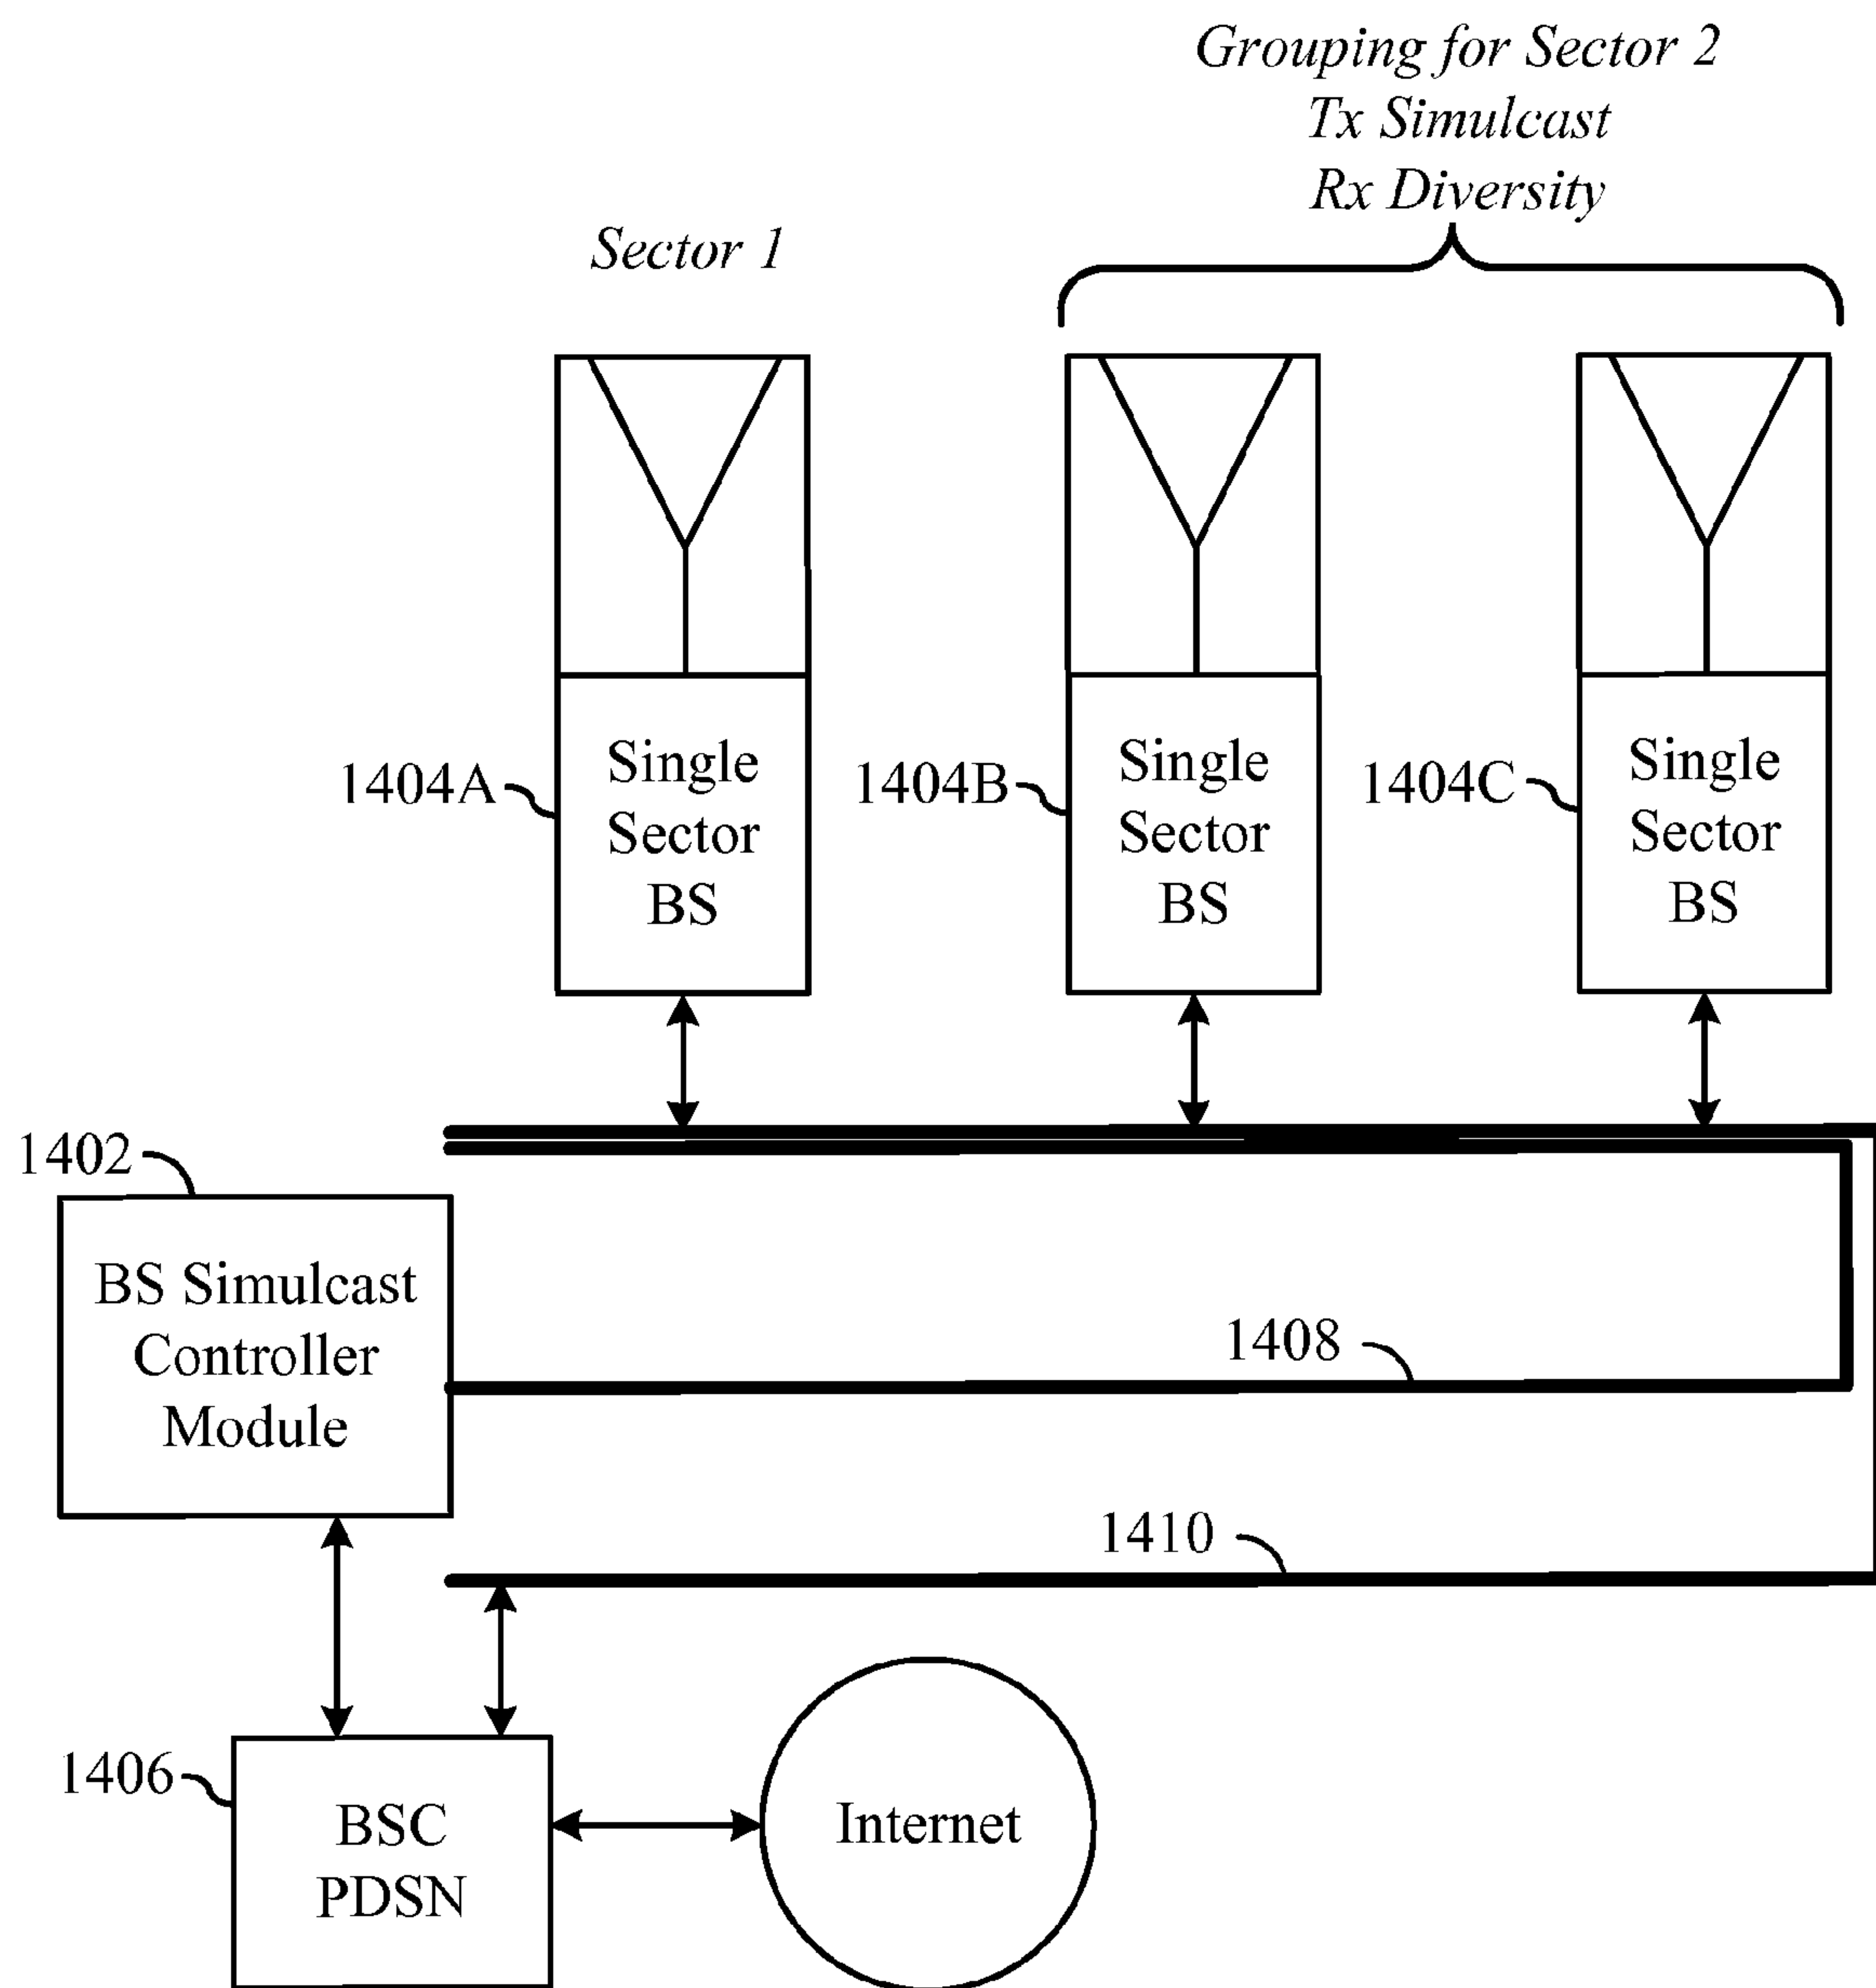 Grouping for Sector 2
Tx Simulcast
Rx Diversity
Sector 1
1404A
Single
Sector
BS
1404B
Single
Sector
BS
1404C
Single
Sector
BS
1402
BS Simulcast
Controller
Module
1408
1410
1406
BSC
PDSN
Internet